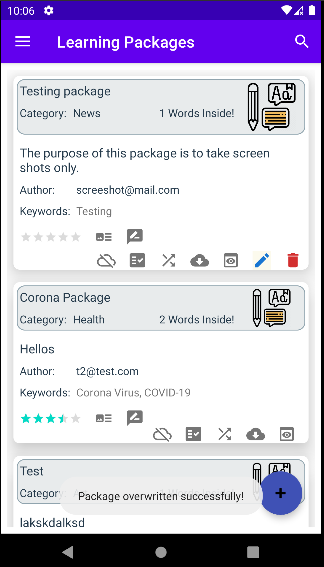 10:06
Learning Packages
Testing package
Category: News 1 Words Inside!
The purpose of this package is to take screen
shots only.
Author: screeshot@mail.com
Keywords: Testing
Corona Package
Category: Health 2 Words Inside!
Hellos
Author: t2@test.com
Keywords: Corona Virus, COVID-19
Test
Package overwritten successfully!
lakskdalksd